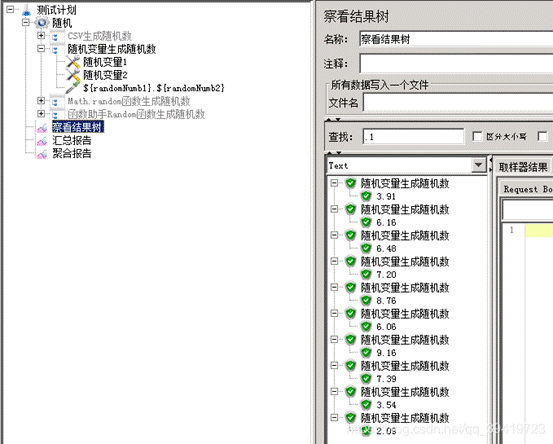 测试计划
随机
CSV生成随机数
随机变量生成随机数
随机变量1
随机变量2
${randomNumb1}.${randomNumb2}
Math.random函数生成随机数
函数助手Random函数生成随机数
察看结果树
汇总报告
聚合报告
察看结果树
名称: 察看结果树
注释:
所有数据写入一个文件
文件名
查找: .1 区分大小写
Text
取样器结果
Request Bo
1
随机变量生成随机数
3.91
随机变量生成随机数
6.16
随机变量生成随机数
6.48
随机变量生成随机数
7.20
随机变量生成随机数
8.76
随机变量生成随机数
6.06
随机变量生成随机数
9.16
随机变量生成随机数
7.39
随机变量生成随机数
3.54
随机变量生成随机数
2.09